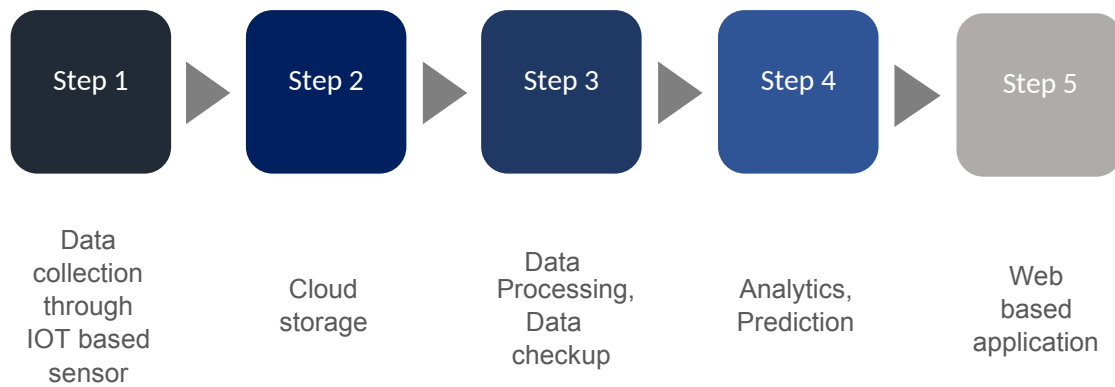 Step 1
Step 2
Step 3
Step 4
Step 5
Data
collection
through
IOT based
sensor
Cloud
storage
Data
Processing,
Data
checkup
Analytics,
Prediction
Web
based
application